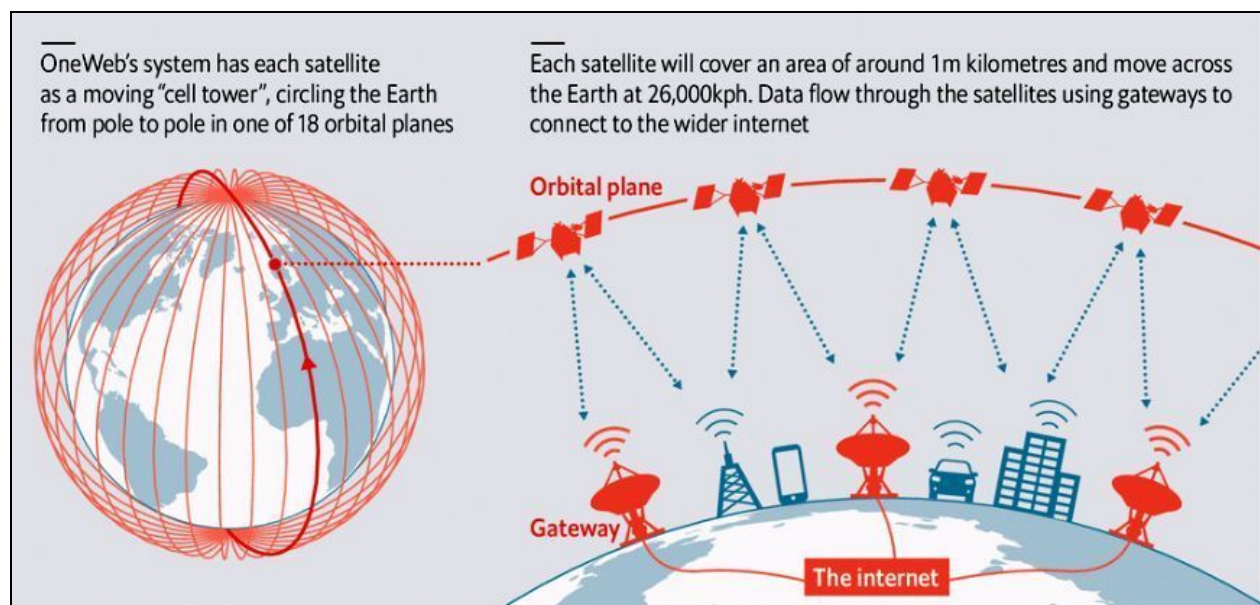 OneWeb's system has each satellite
as a moving "cell tower", circling the Earth
from pole to pole in one of 18 orbital planes
Each satellite will cover an area of around 1m kilometres and move across
the Earth at 26,000kph. Data flow through the satellites using gateways to
connect to the wider internet
Orbital plane
Gateway
The internet